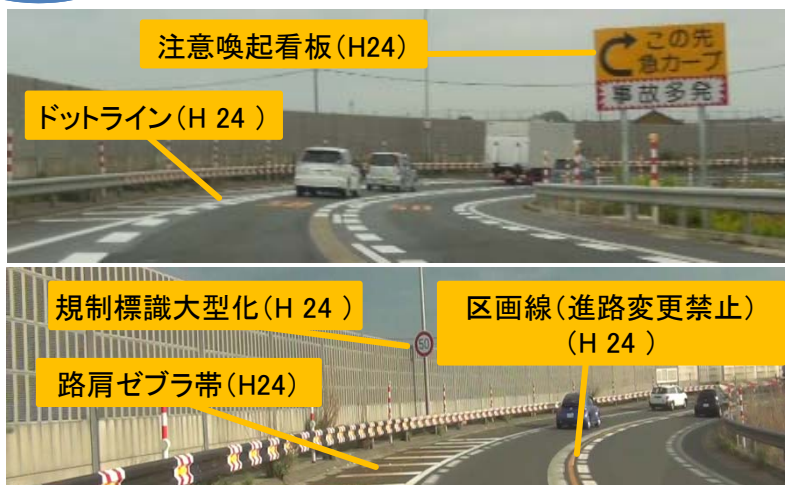 注意喚起看板(H24)
この先
急カーブ
事故多発
ドットライン(H 24 )
規制標識大型化(H 24 )
50
区画線(進路変更禁止)
(H 24 )
路肩ゼブラ帯(H24)